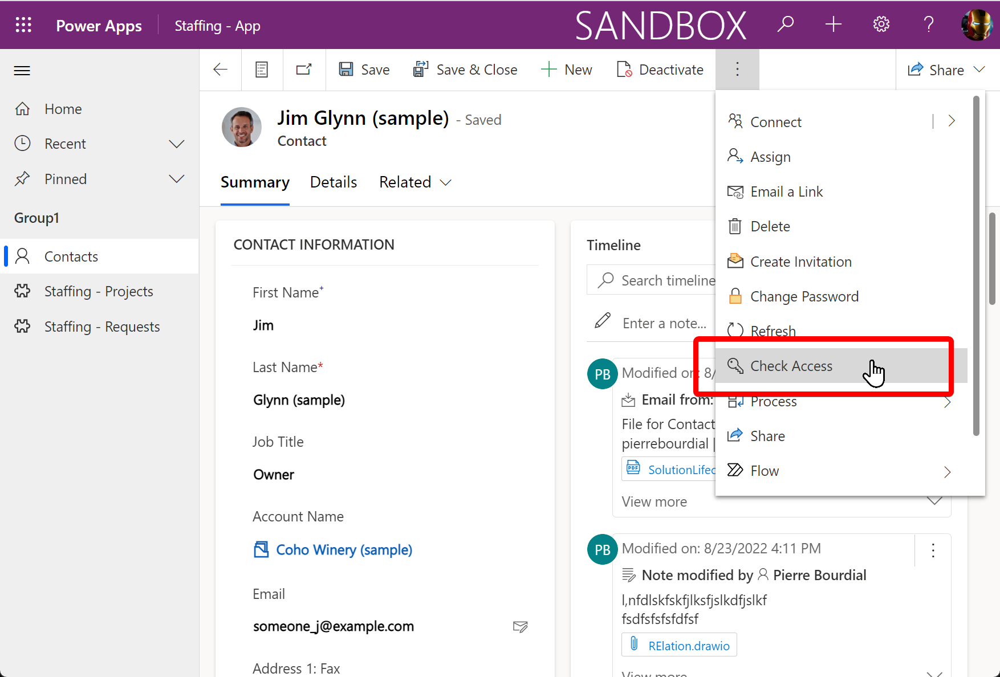 Power Apps
Staffing - App
SANDBOX
Save
Save & Close
New
Deactivate
Share
Home
Recent
Pinned
Group1
Contacts
Staffing - Projects
Staffing - Requests
Jim Glynn (sample) - Saved
Contact
Summary
Details
Related
CONTACT INFORMATION
First Name+
Jim
Last Name*
Glynn (sample)
Job Title
Owner
Account Name
Coho Winery (sample)
Email
someone_j@example.com
Address 1: Fax
Timeline
Search timeline
Enter a note...
PB
Modified on: 8/
Email from:
File for Contact
pierrebourdial |
PDF
SolutionLifec
View more
PB
Modified on: 8/23/2022 4:11 PM
Note modified by Pierre Bourdial
l,nfdlskfskfjlksfjslkdfjslkf
fsdfsfsfsfdfsf
RElation.drawio
View more
Connect
Assign
Email a Link
Delete
Create Invitation
Change Password
Refresh
Check Access
Process
Share
Flow